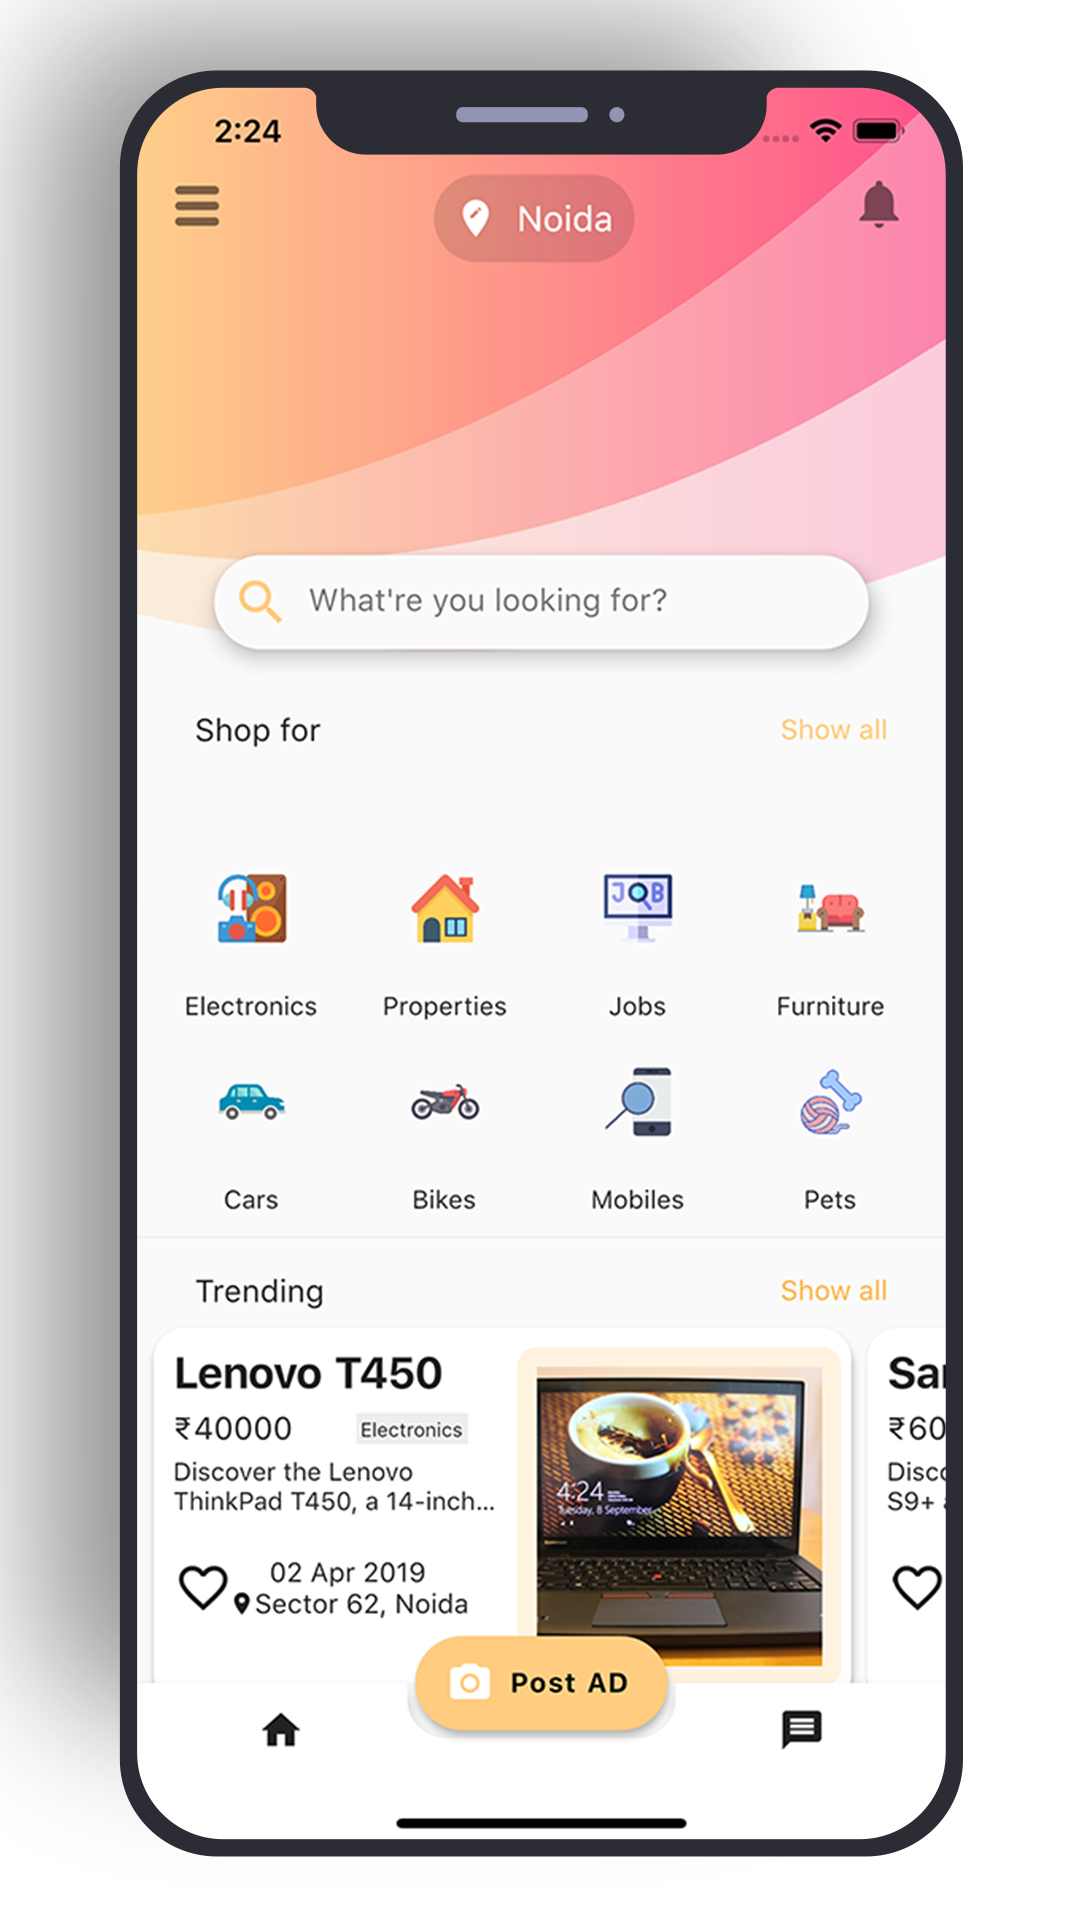 2:24
Noida
What're you looking for?
Shop for
Show all
JOB
Electronics
Properties
Jobs
Furniture
Cars
Bikes
Mobiles
Pets
Trending
Show all
Lenovo T450
₹40000
Electronics
Discover the Lenovo
ThinkPad T450, a 14-inch...
02 Apr 2019
Sector 62, Noida
4:24
Tuesday, 8 September
₹60
S9+
Post AD